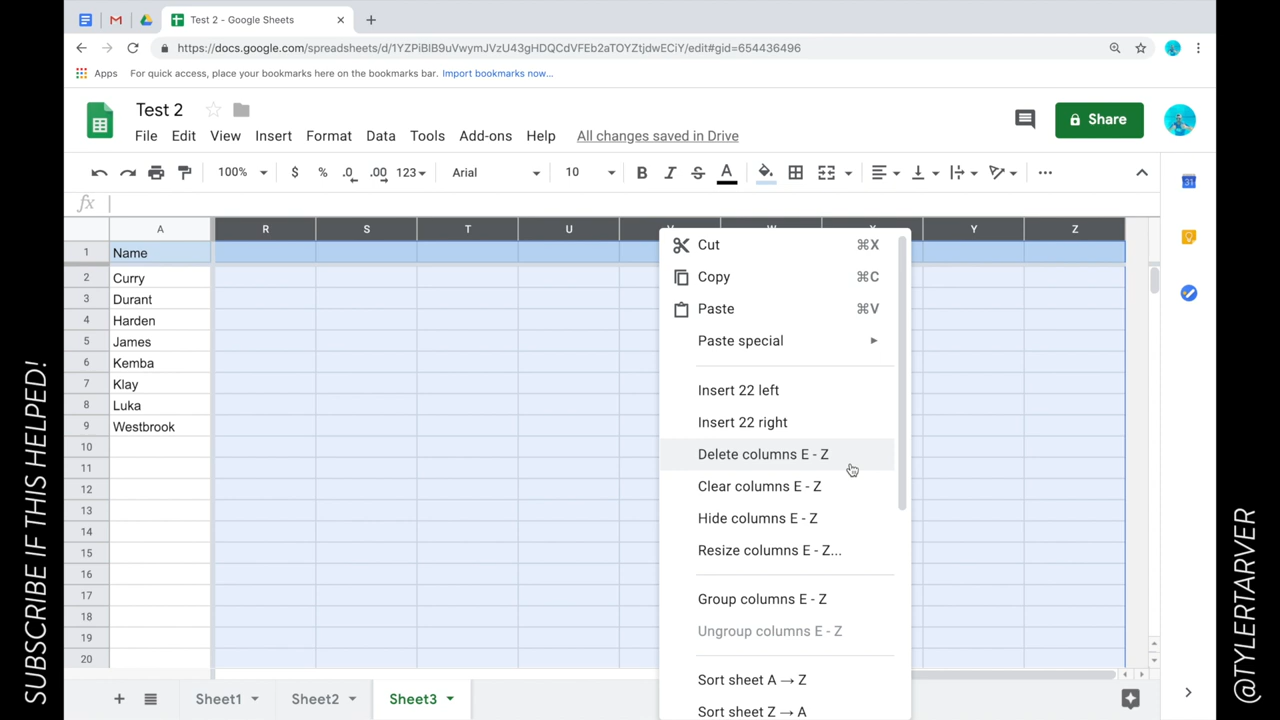 Test 2 - Google Sheets
https://docs.google.com/spreadsheets/d/1YZPiBlB9uVwymJVzU43gHDQCdVFEb2aTOYZtjdwECiY/edit#gid=654436496
Apps For quick access, place your bookmarks here on the bookmarks bar. Import bookmarks now...
Test 2
File Edit View Insert Format Data Tools Add-ons Help All changes saved in Drive
Share
100% $ % .0 .00 123 Arial 10 B I S A
31
fx
A R S T U Y Z
1 Name
2 Curry
3 Durant
4 Harden
5 James
6 Kemba
7 Klay
8 Luka
9 Westbrook
10
11
12
13
14
15
16
17
18
19
20
Cut ⌘X
Copy ⌘C
Paste ⌘V
Paste special
Insert 22 left
Insert 22 right
Delete columns E - Z
Clear columns E - Z
Hide columns E - Z
Resize columns E - Z...
Group columns E - Z
Ungroup columns E - Z
Sort sheet A → Z
Sort sheet Z → A
Sheet1 Sheet2 Sheet3
SUBSCRIBE IF THIS HELPED!
@TYLERTARVER